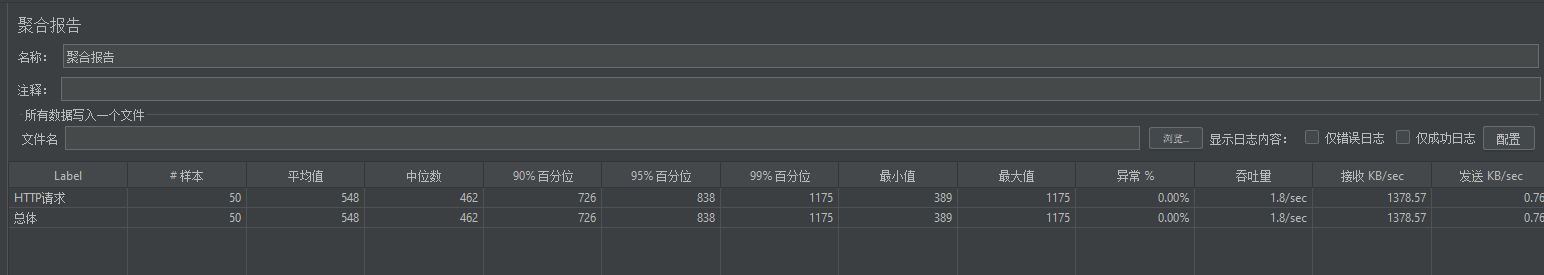 聚合报告
名称： 聚合报告
注释：
所有数据写入一个文件
文件名 浏览... 显示日志内容： 仅错误日志 仅成功日志 配置
Label # 样本 平均值 中位数 90% 百分位 95% 百分位 99% 百分位 最小值 最大值 异常 % 吞吐量 接收 KB/sec 发送 KB/sec
HTTP请求 50 548 462 726 838 1175 389 1175 0.00% 1.8/sec 1378.57 0.76
总体 50 548 462 726 838 1175 389 1175 0.00% 1.8/sec 1378.57 0.76